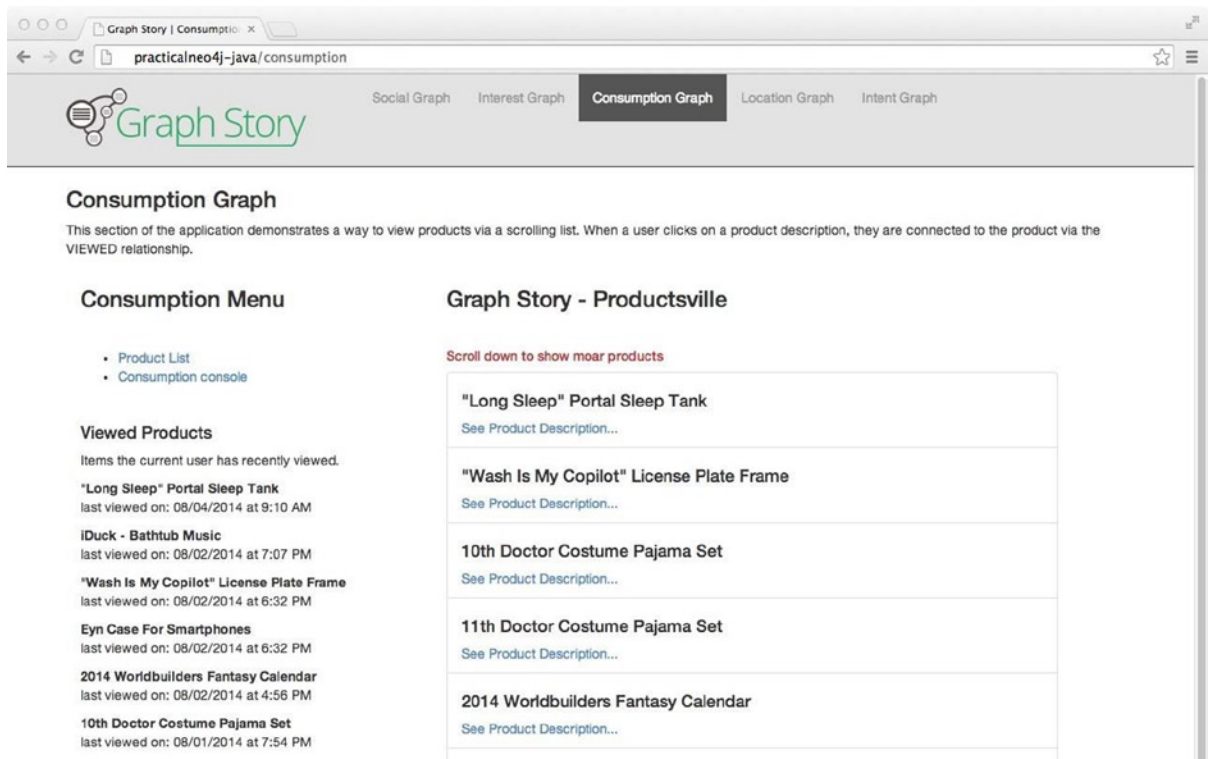 Graph Story | Consumption
practicalneo4j-java/consumption
Graph Story
Social Graph Interest Graph Consumption Graph Location Graph Intent Graph
Consumption Graph
This section of the application demonstrates a way to view products via a scrolling list. When a user clicks on a product description, they are connected to the product via the
VIEWED relationship.
Consumption Menu
• Product List
• Consumption console
Viewed Products
Items the current user has recently viewed.
"Long Sleep" Portal Sleep Tank
last viewed on: 08/04/2014 at 9:10 AM
iDuck - Bathtub Music
last viewed on: 08/02/2014 at 7:07 PM
"Wash Is My Copilot" License Plate Frame
last viewed on: 08/02/2014 at 6:32 PM
Eyn Case For Smartphones
last viewed on: 08/02/2014 at 6:32 PM
2014 Worldbuilders Fantasy Calendar
last viewed on: 08/02/2014 at 4:56 PM
10th Doctor Costume Pajama Set
last viewed on: 08/01/2014 at 7:54 PM
Graph Story - Productsville
Scroll down to show moar products
"Long Sleep" Portal Sleep Tank
See Product Description...
"Wash Is My Copilot" License Plate Frame
See Product Description...
10th Doctor Costume Pajama Set
See Product Description...
11th Doctor Costume Pajama Set
See Product Description...
2014 Worldbuilders Fantasy Calendar
See Product Description...